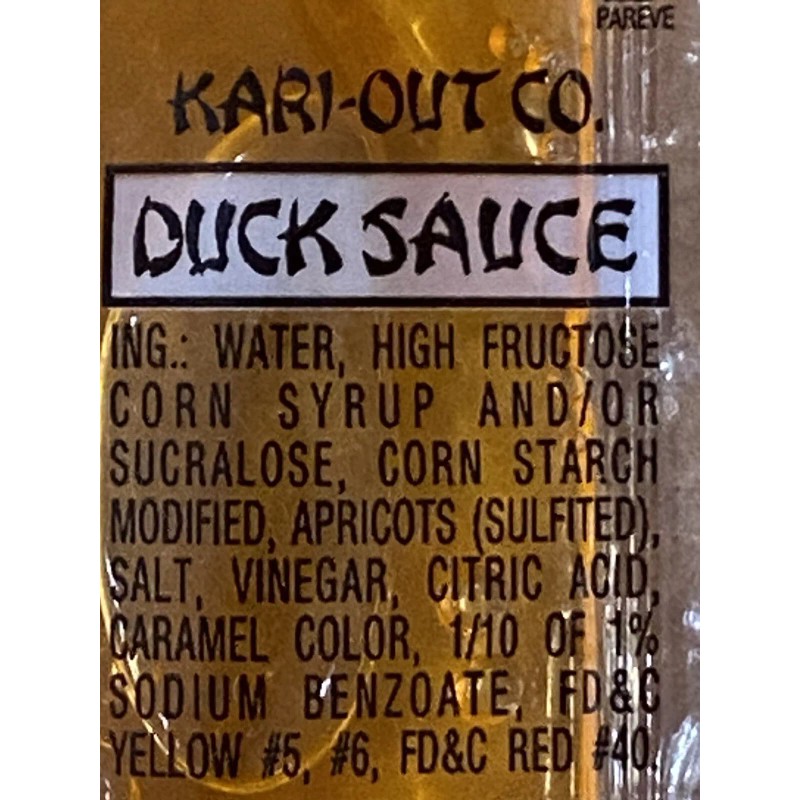 PAREVE
KARI-OUT CO.
DUCK SAUCE
ING.: WATER, HIGH FRUCTOSE
CORN SYRUP AND/OR
SUCRALOSE, CORN STARCH
MODIFIED, APRICOTS (SULFITED),
SALT, VINEGAR, CITRIC ACID,
CARAMEL COLOR, 1/10 OF 1%
SODIUM BENZOATE, FD&C
YELLOW #5, #6, FD&C RED #40.